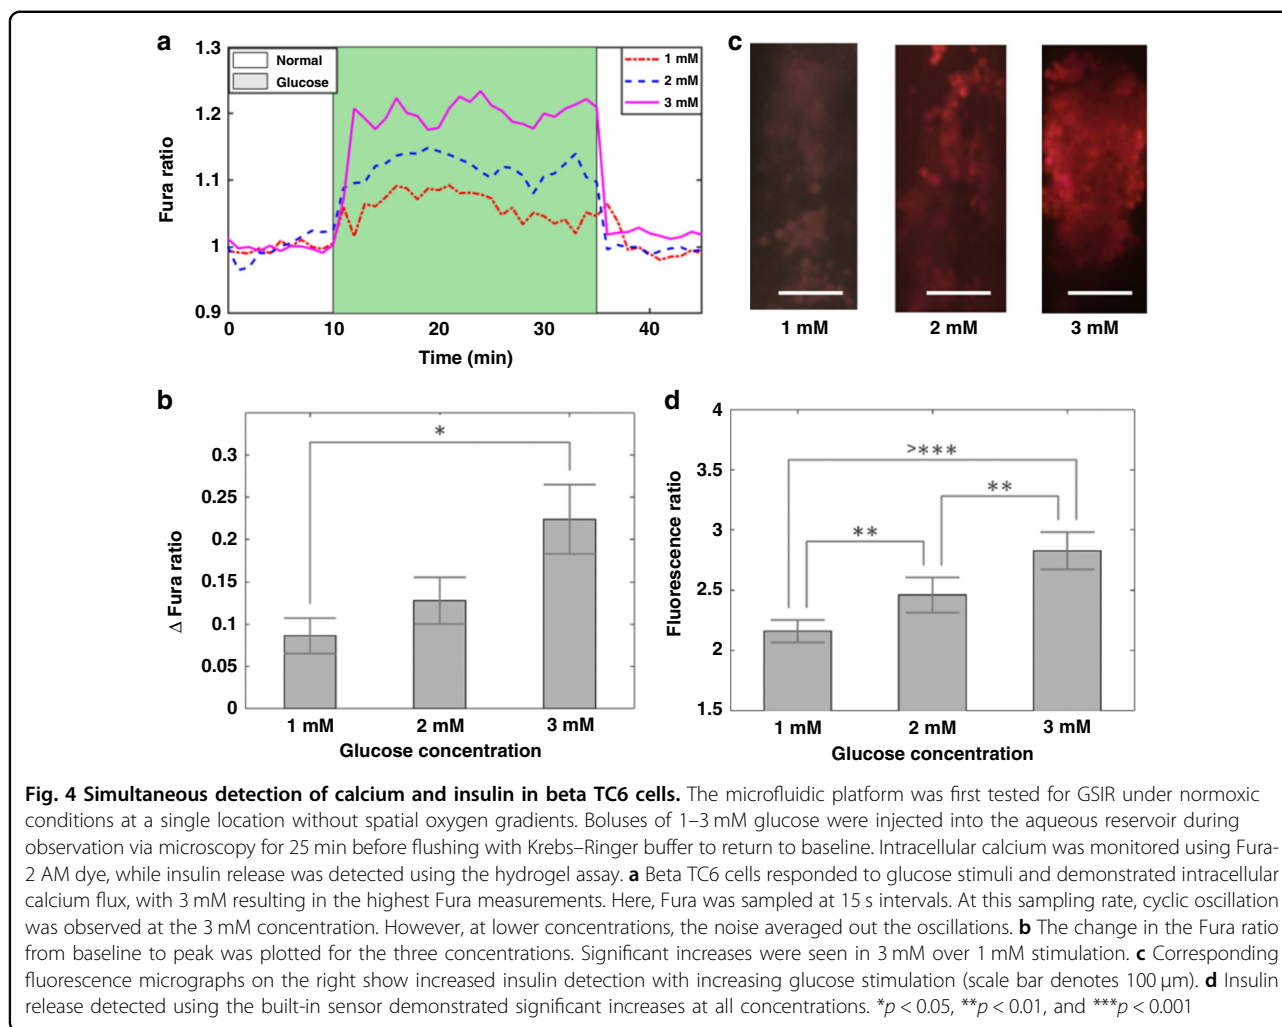 a
1.3
1.2
1.1
1
0.9
Fura ratio
Normal
Glucose
1 mM
2 mM
3 mM
0
10
20
30
40
Time (min)
c
1 mM
2 mM
3 mM
b
0.3
0.25
0.2
0.15
0.1
0.05
0
Δ Fura ratio
*
1 mM
2 mM
3 mM
Glucose concentration
d
4
3.5
3
2.5
2
1.5
Fluorescence ratio
>***
**
**
1 mM
2 mM
3 mM
Glucose concentration
Fig. 4 Simultaneous detection of calcium and insulin in beta TC6 cells. The microfluidic platform was first tested for GSIR under normoxic
conditions at a single location without spatial oxygen gradients. Boluses of 1–3 mM glucose were injected into the aqueous reservoir during
observation via microscopy for 25 min before flushing with Krebs–Ringer buffer to return to baseline. Intracellular calcium was monitored using Fura-
2 AM dye, while insulin release was detected using the hydrogel assay. a Beta TC6 cells responded to glucose stimuli and demonstrated intracellular
calcium flux, with 3 mM resulting in the highest Fura measurements. Here, Fura was sampled at 15 s intervals. At this sampling rate, cyclic oscillation
was observed at the 3 mM concentration. However, at lower concentrations, the noise averaged out the oscillations. b The change in the Fura ratio
from baseline to peak was plotted for the three concentrations. Significant increases were seen in 3 mM over 1 mM stimulation. c Corresponding
fluorescence micrographs on the right show increased insulin detection with increasing glucose stimulation (scale bar denotes 100 μm). d Insulin
release detected using the built-in sensor demonstrated significant increases at all concentrations. *p < 0.05, **p < 0.01, and ***p < 0.001